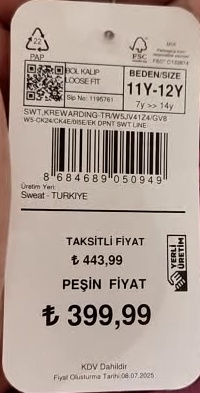 22
PAP
FSC
BOL KALIP
LOOSE FIT
Sip No: 1195761
BEDEN/SIZE
11Y-12Y
7y >> 14y
SWT,KREWARDING-TR/W5JV41Z4/GV8
W5-CK24/CK4E/0I5E/EK DPNT SWT LINE
8 684689 050949
Üretim Yeri:
Sweat - TURKIYE
TAKSİTLİ FİYAT
₺ 443,99
PEŞİN FİYAT
₺ 399,99
YERLİ ÜRETİM
KDV Dahildir
Fiyat Oluşturma Tarihi:08.07.2025